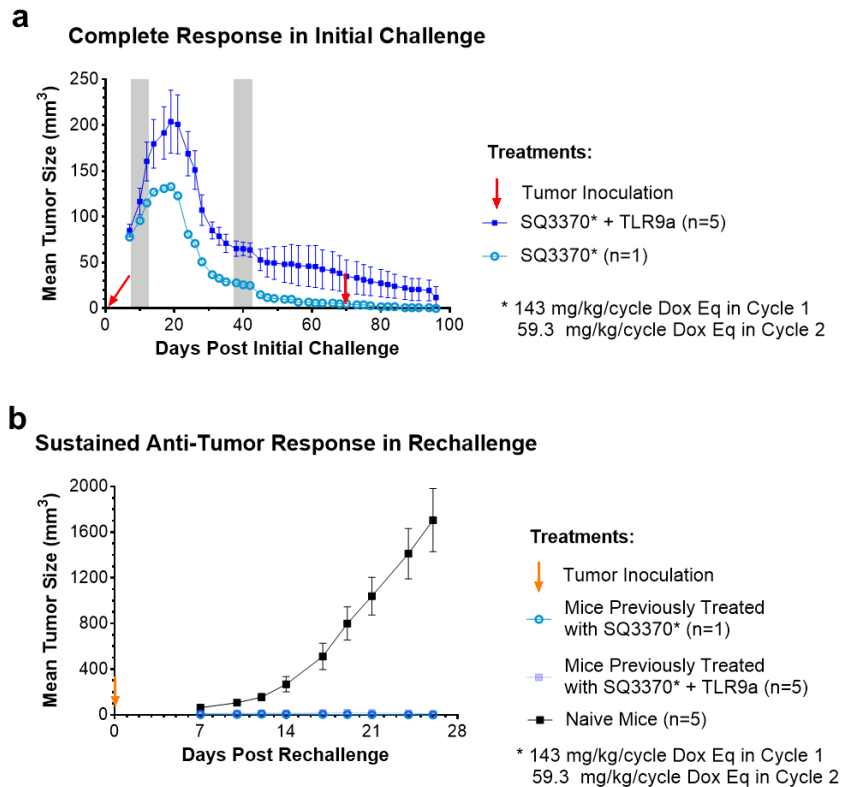 a
Complete Response in Initial Challenge
Mean Tumor Size (mm³)
250
200
150
100
50
0
0
20
40
60
80
100
Days Post Initial Challenge
Treatments:
Tumor Inoculation
SQ3370* + TLR9a (n=5)
SQ3370* (n=1)
* 143 mg/kg/cycle Dox Eq in Cycle 1
59.3 mg/kg/cycle Dox Eq in Cycle 2
b
Sustained Anti-Tumor Response in Rechallenge
Mean Tumor Size (mm³)
2000
1600
1200
800
400
0
0
7
14
21
28
Days Post Rechallenge
Treatments:
Tumor Inoculation
Mice Previously Treated
with SQ3370* (n=1)
Mice Previously Treated
with SQ3370* + TLR9a (n=5)
Naive Mice (n=5)
* 143 mg/kg/cycle Dox Eq in Cycle 1
59.3 mg/kg/cycle Dox Eq in Cycle 2